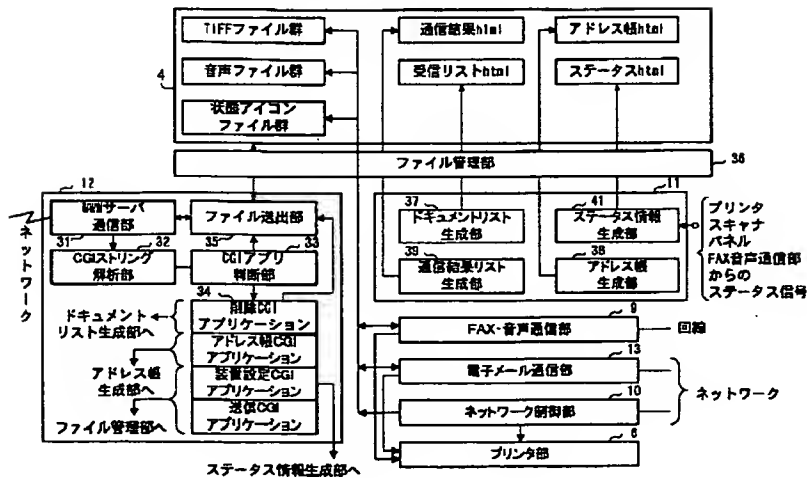 TIFFファイル群
通信結果html
アドレス帳html
音声ファイル群
受信リストhtml
ステータスhtml
4
状態アイコン
ファイル群
ファイル管理部
36
12
11
ネットワーク
WWWサーバ
通信部
31
ファイル送出部
35
CGIストリング
解析部
32
CGIアプリ
判断部
33
34
削除CGI
アプリケーション
アドレス帳CGI
アプリケーション
装置設定CGI
アプリケーション
送信CGI
アプリケーション
ドキュメント
リスト生成部へ
アドレス帳
生成部へ
ファイル管理部へ
ステータス情報生成部へ
37
ドキュメントリスト
生成部
41
ステータス情報
生成部
39
通信結果リスト
生成部
38
アドレス帳生成部
プリンタ
スキャナ
パネル
FAX音声通信部
からの
ステータス信号
9
FAX・音声通信部
回線
13
電子メール通信部
10
ネットワーク制御部
ネットワーク
6
プリンタ部